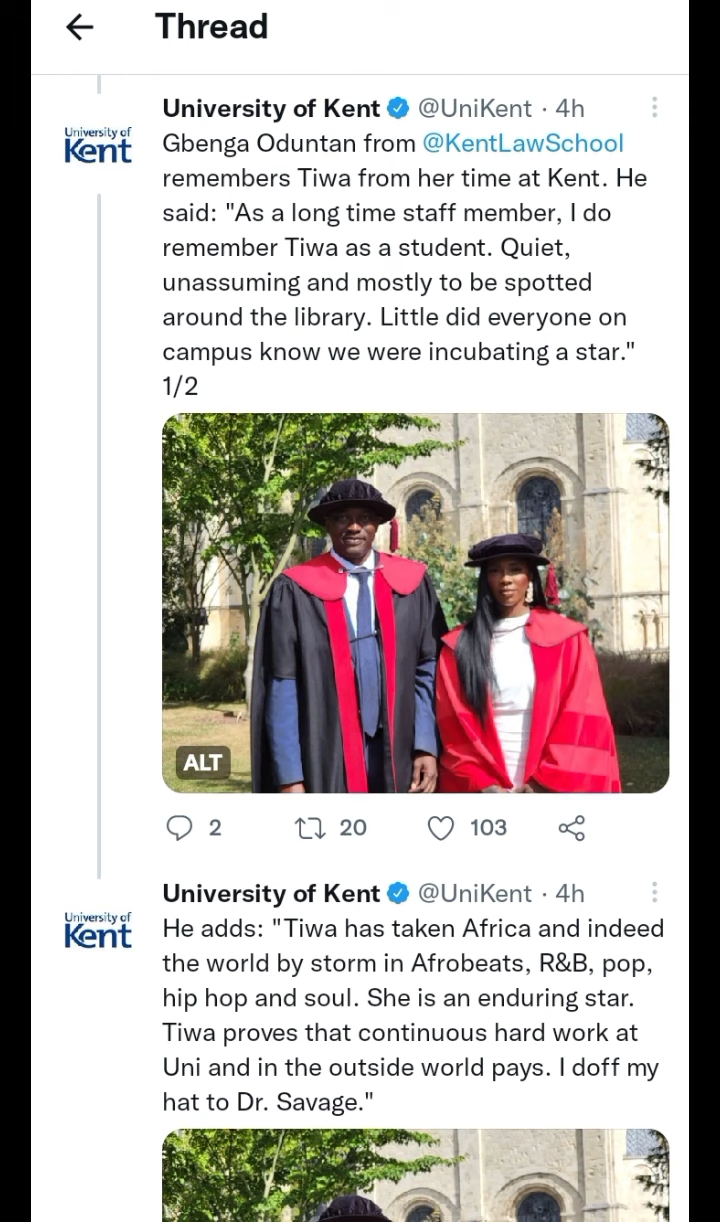 Thread
University of Kent @UniKent · 4h
University of
Kent
Gbenga Oduntan from @KentLawSchool
remembers Tiwa from her time at Kent. He
said: "As a long time staff member, I do
remember Tiwa as a student. Quiet,
unassuming and mostly to be spotted
around the library. Little did everyone on
campus know we were incubating a star."
1/2
ALT
2 20 103
University of Kent @UniKent · 4h
University of
Kent
He adds: "Tiwa has taken Africa and indeed
the world by storm in Afrobeats, R&B, pop,
hip hop and soul. She is an enduring star.
Tiwa proves that continuous hard work at
Uni and in the outside world pays. I doff my
hat to Dr. Savage."